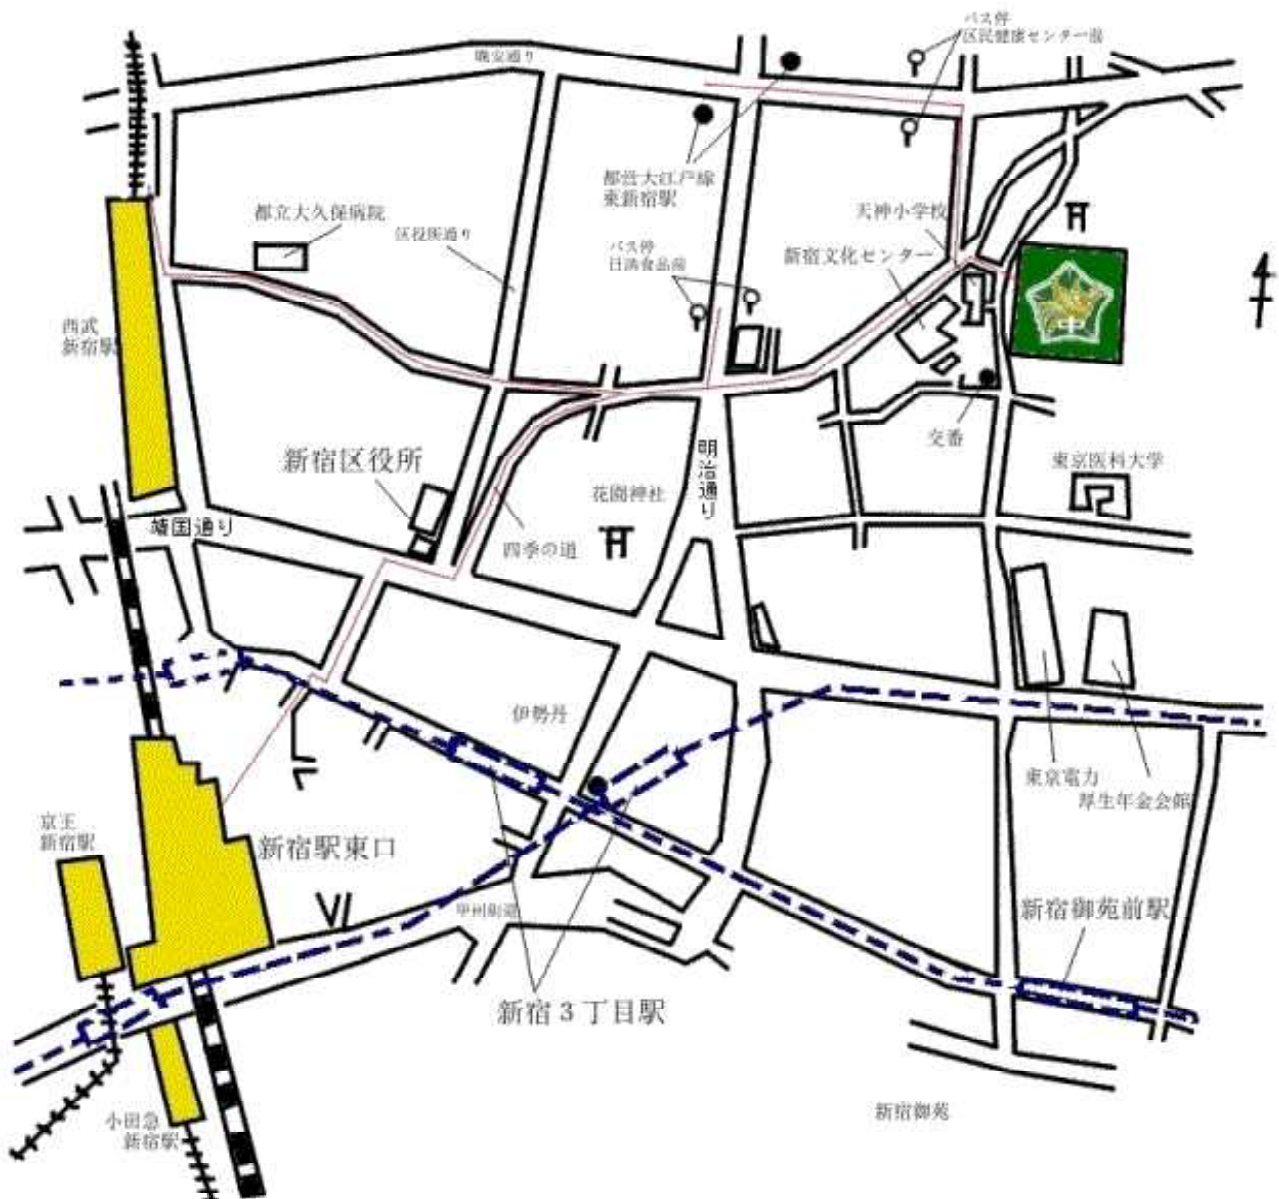 バス停
区民健康センター前
職安通り
都営大江戸線
東新宿駅
都立大久保病院
区役所通り
天神小学校
バス停
日清食品前
新宿文化センター
西武
新宿駅
中
交番
明治通り
新宿区役所
東京医科大学
花園神社
靖国通り
四季の道
伊勢丹
東京電力
厚生年金会館
京王
新宿駅
新宿駅東口
甲州街道
新宿御苑前駅
新宿3丁目駅
小田急
新宿駅
新宿御苑